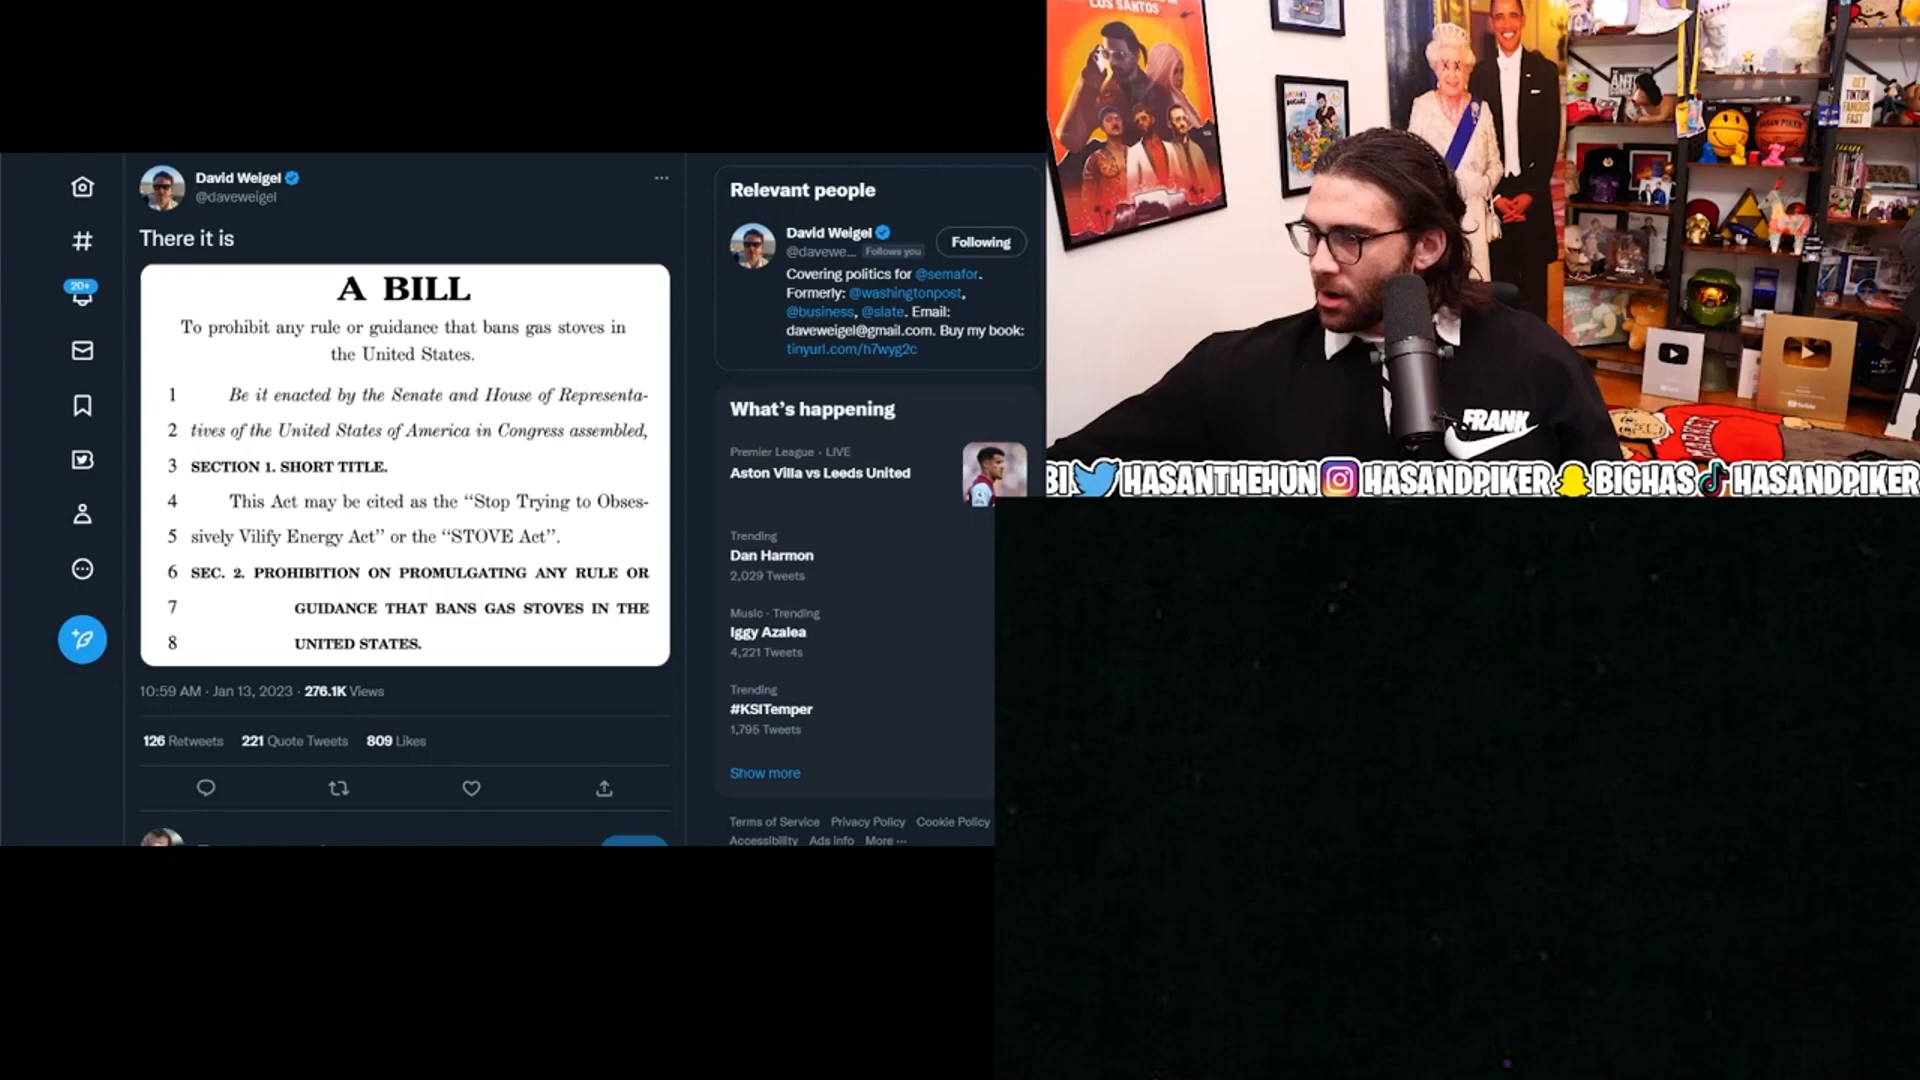 David Weigel
@daveweigel
There it is
A BILL
To prohibit any rule or guidance that bans gas stoves in
the United States.
1 Be it enacted by the Senate and House of Representa-
2 tives of the United States of America in Congress assembled,
3 SECTION 1. SHORT TITLE.
4 This Act may be cited as the “Stop Trying to Obses-
5 sively Vilify Energy Act” or the “STOVE Act”.
6 SEC. 2. PROHIBITION ON PROMULGATING ANY RULE OR
7 GUIDANCE THAT BANS GAS STOVES IN THE
8 UNITED STATES.
10:59 AM · Jan 13, 2023 · 276.1K Views
126 Retweets 221 Quote Tweets 809 Likes
20+
Relevant people
David Weigel
@davewe... Follows you
Following
Covering politics for @semafor.
Formerly: @washingtonpost,
@business, @slate. Email:
daveweigel@gmail.com. Buy my book:
tinyurl.com/h7wyg2c
What's happening
Premier League · LIVE
Aston Villa vs Leeds United
Trending
Dan Harmon
2,029 Tweets
Music · Trending
Iggy Azalea
4,221 Tweets
Trending
#KSITemper
1,795 Tweets
Show more
Terms of Service Privacy Policy Cookie Policy
Accessibility Ads info More ...
LOS SANTOS
GET
TIKTOK
FAMOUS
FAST
HASAN PIKER
FRANK
BI HASANTHEHUN HASANDPIKER BIGHAS HASANDPIKER